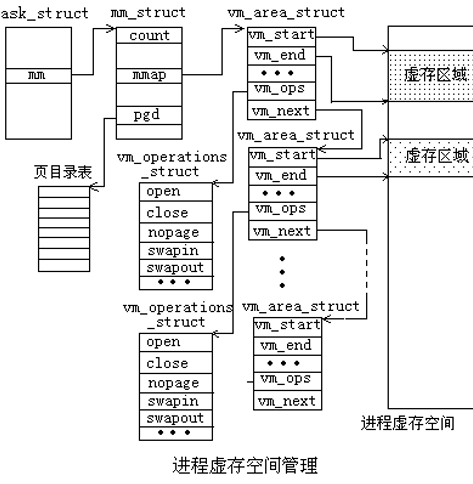 ask_struct
mm
mm_struct
count
mmap
pgd
页目录表
vm_area_struct
vm_start
vm_end
•••
vm_ops
vm_next
虚存区域
虚存区域
vm_area_struct
vm_start
vm_end
•••
vm_ops
vm_next
vm_operations
_struct
open
close
nopage
swapin
swapout
•••
vm_area_struct
vm_start
vm_end
•••
vm_ops
vm_next
vm_operations
_struct
open
close
nopage
swapin
swapout
•••
进程虚存空间
进程虚存空间管理